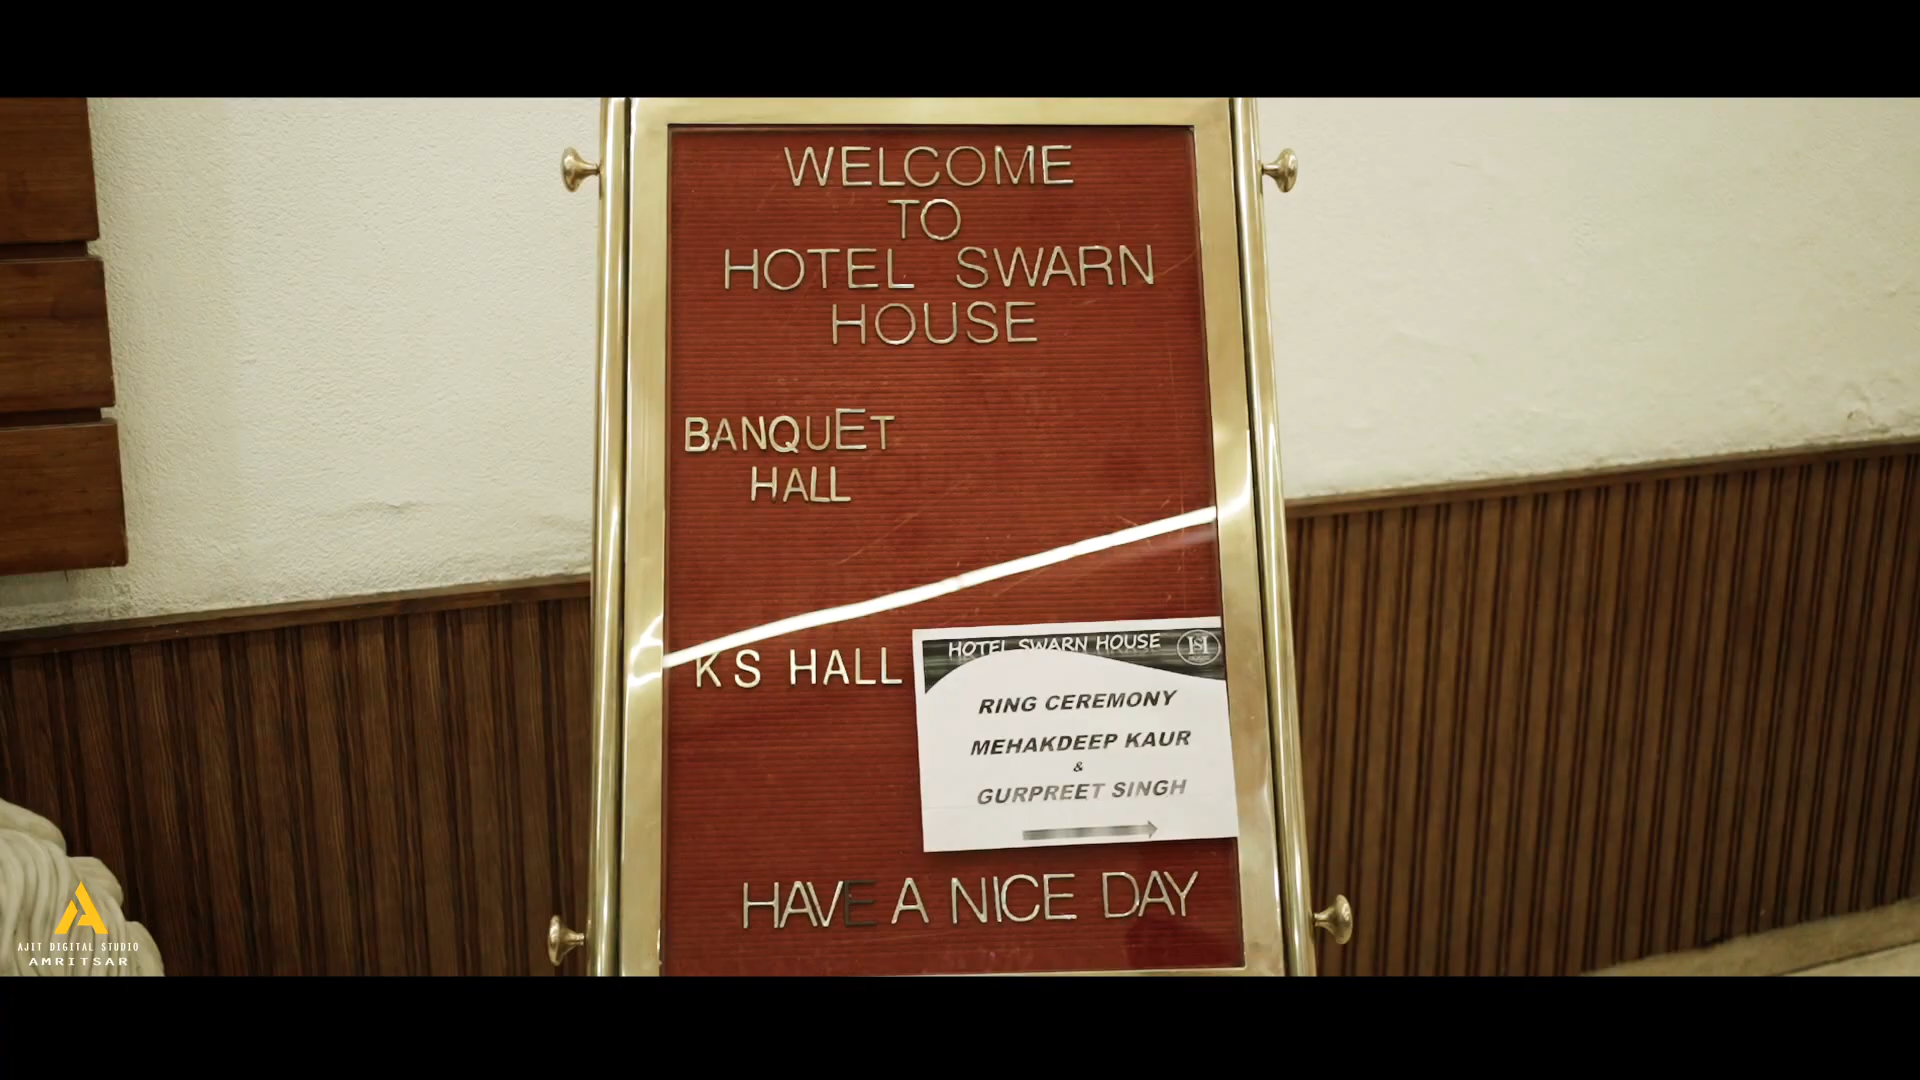 WELCOME
TO
HOTEL SWARN
HOUSE
BANQUET
HALL
KS HALL
HOTEL SWARN HOUSE
RING CEREMONY
MEHAKDEEP KAUR
&
GURPREET SINGH
HAVE A NICE DAY
AJIT DIGITAL STUDIO
AMRITSAR